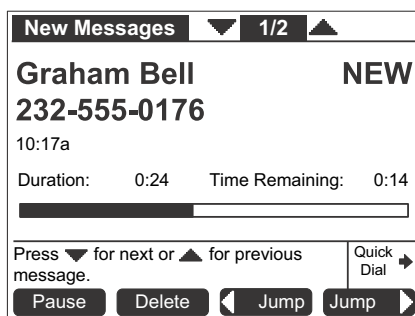 New Messages ▼ 1/2 ▲
Graham Bell NEW
232-555-0176
10:17a
Duration: 0:24 Time Remaining: 0:14
Press ▼ for next or ▲ for previous
message.
Quick
Dial
Pause Delete Jump Jump